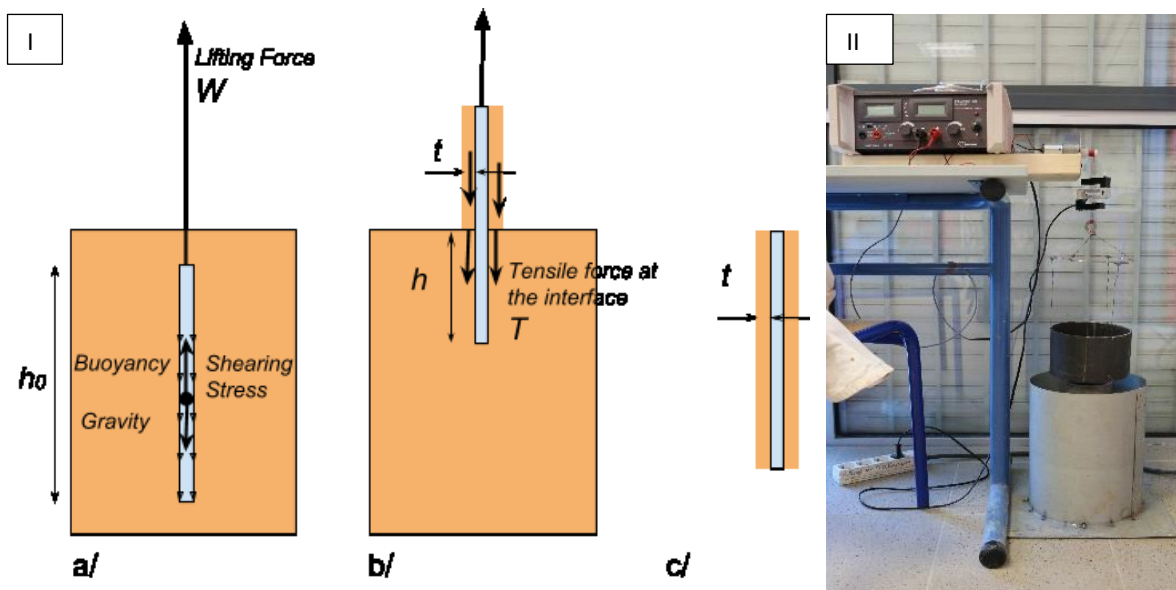 I
Lifting Force
W
h0
Buoyancy
Shearing
Stress
Gravity
a/
t
h
Tensile force at
the interface
T
b/
t
c/
II